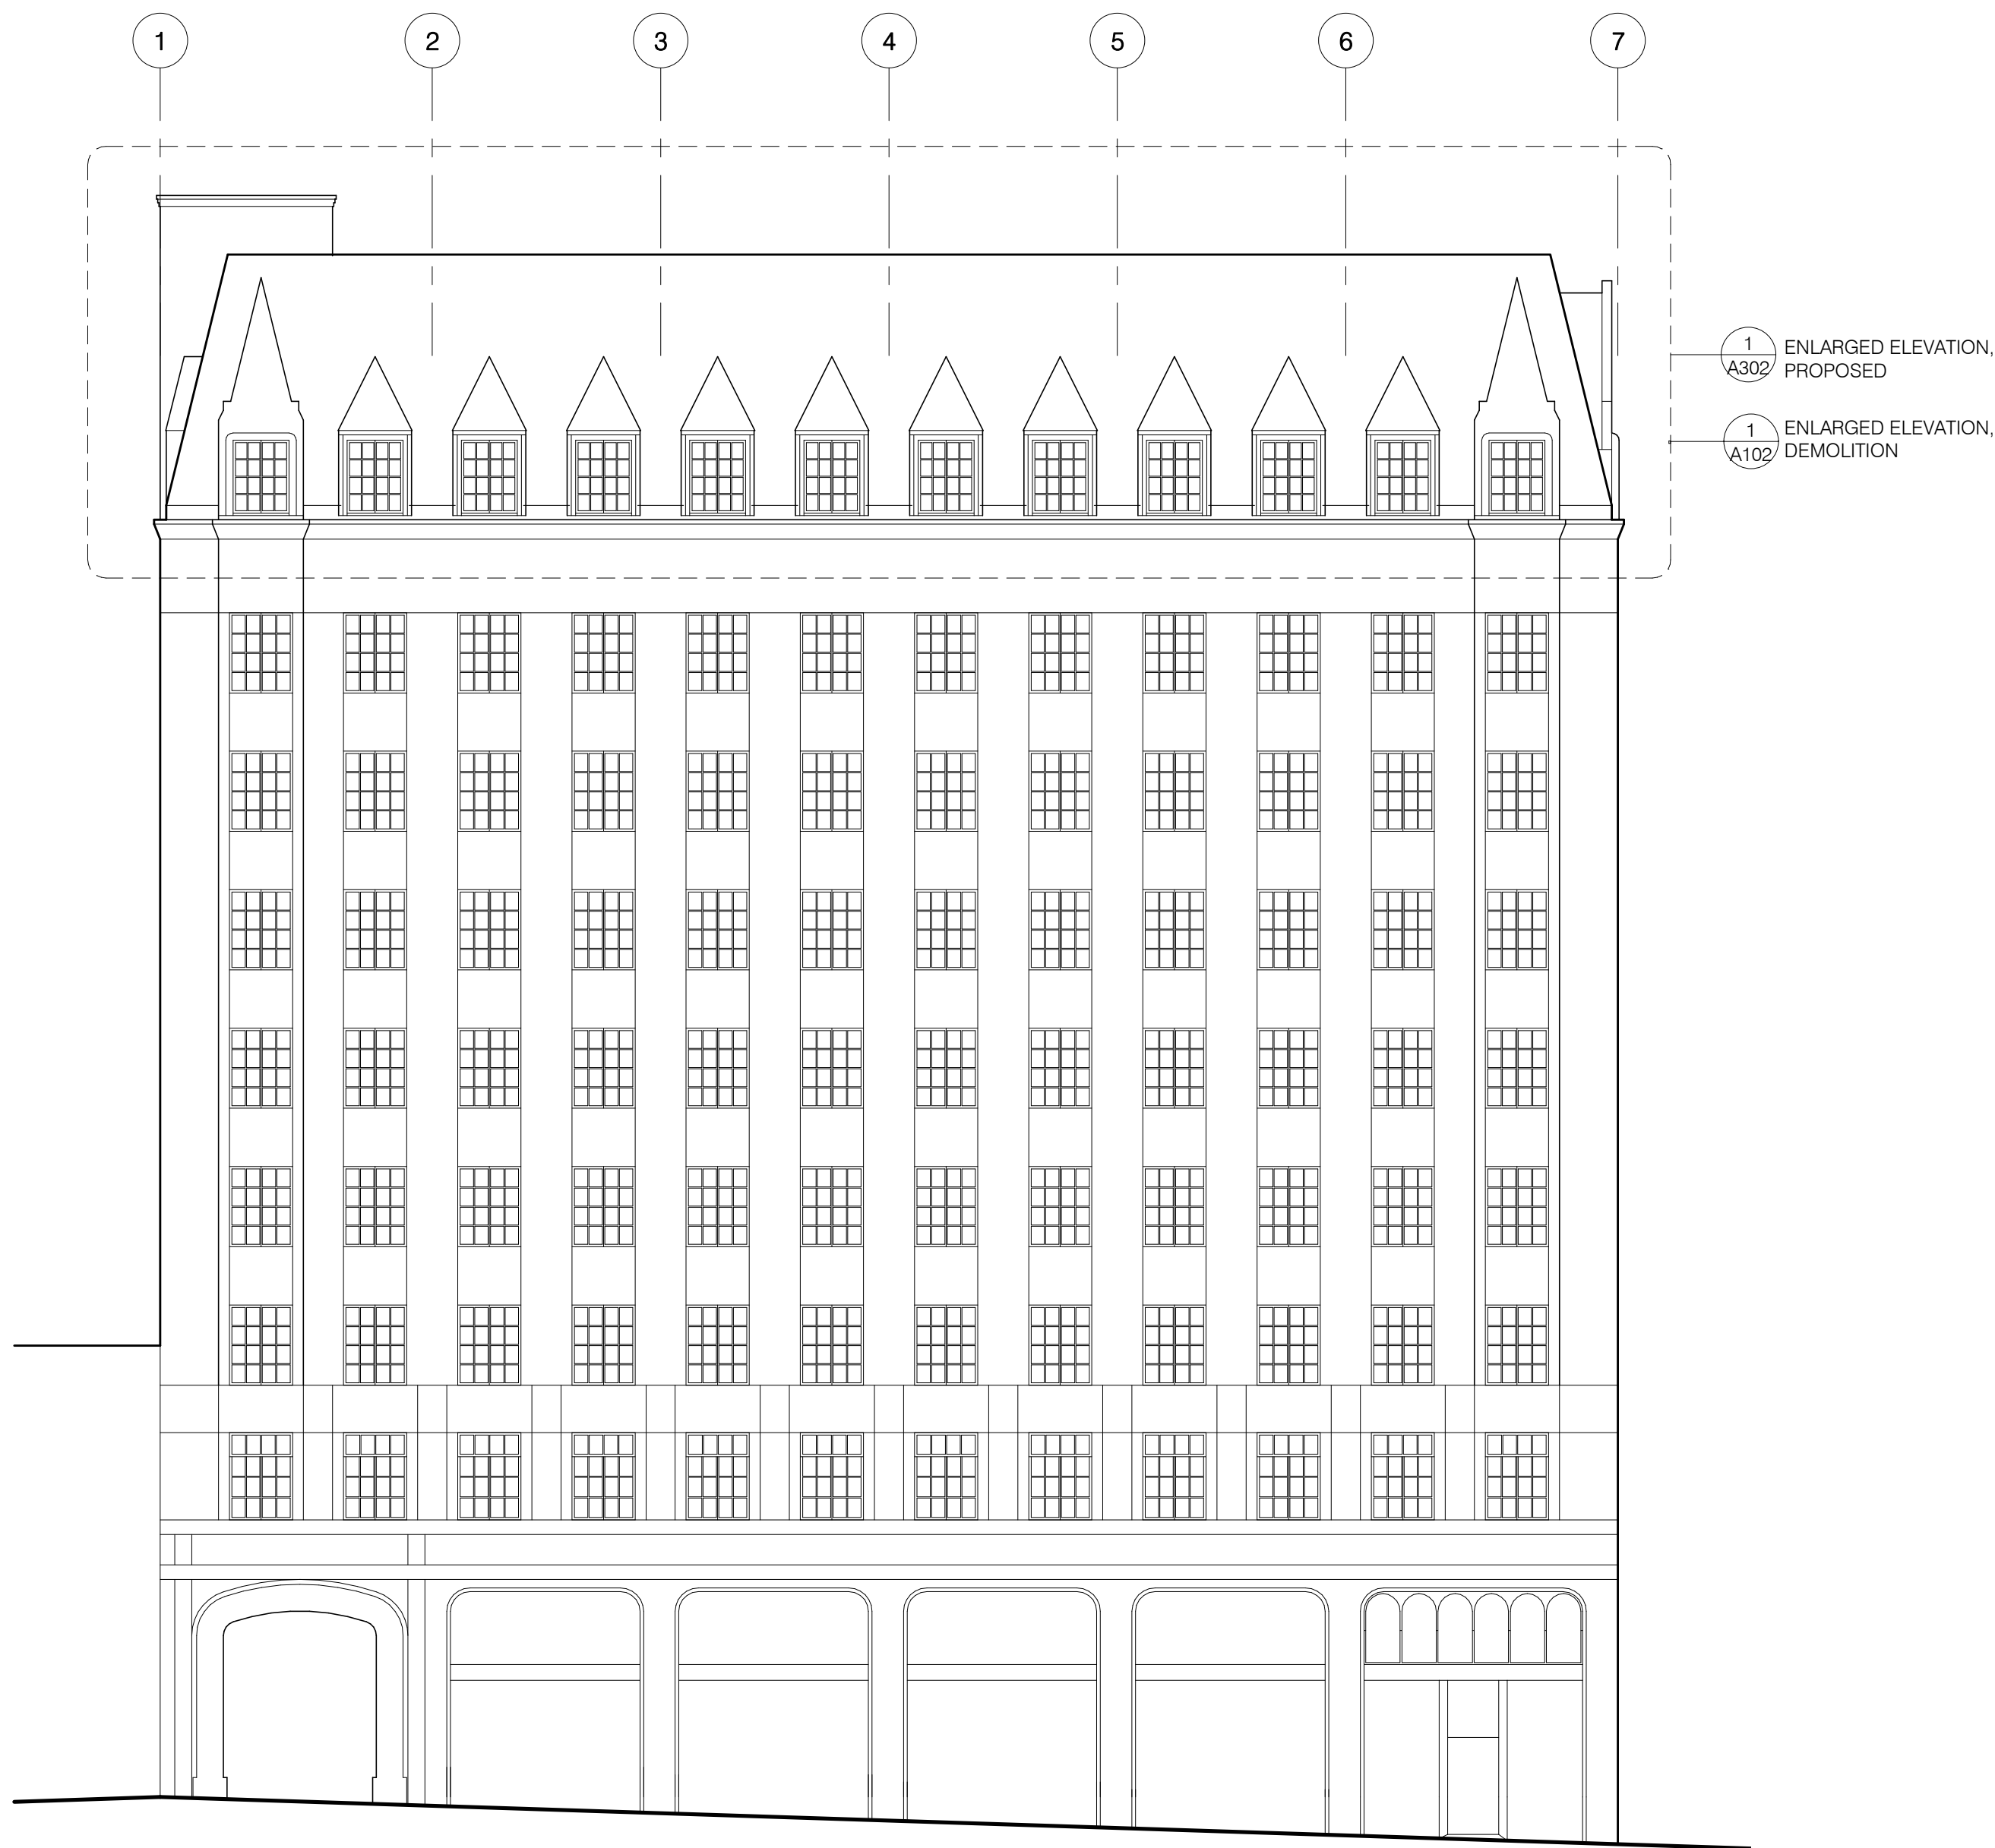 1 2 3 4 5 6 7
1
A302
ENLARGED ELEVATION,
PROPOSED
1
A102
ENLARGED ELEVATION,
DEMOLITION